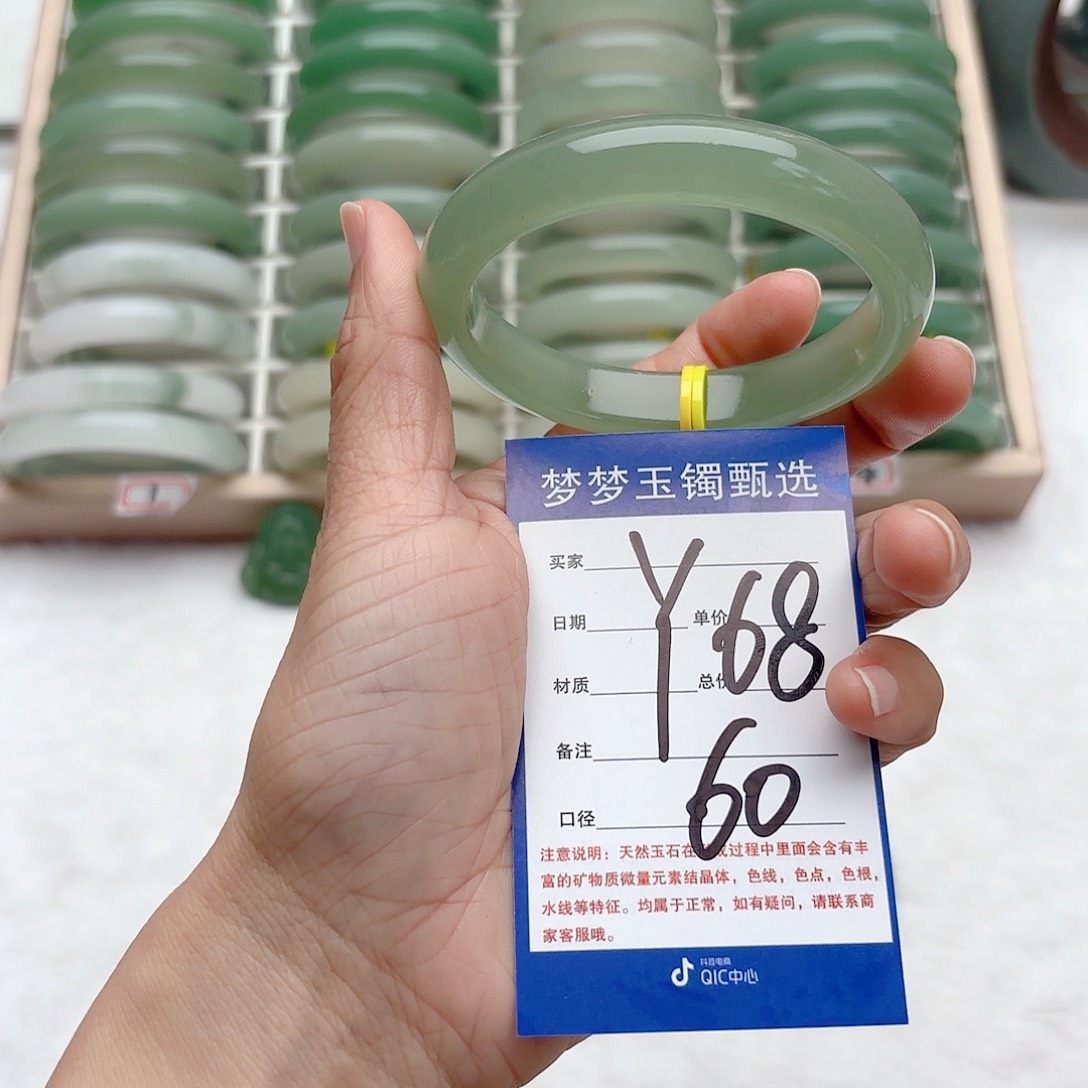 梦梦玉镯甄选
买家
日期 单价
材质 总价
备注
口径
Y68
60
注意说明：天然玉石在形成过程中里面会含有丰
富的矿物质微量元素结晶体，色线，色点，色根，
水线等特征。均属于正常，如有疑问，请联系商
家客服哦。
抖音电商
QIC中心
1